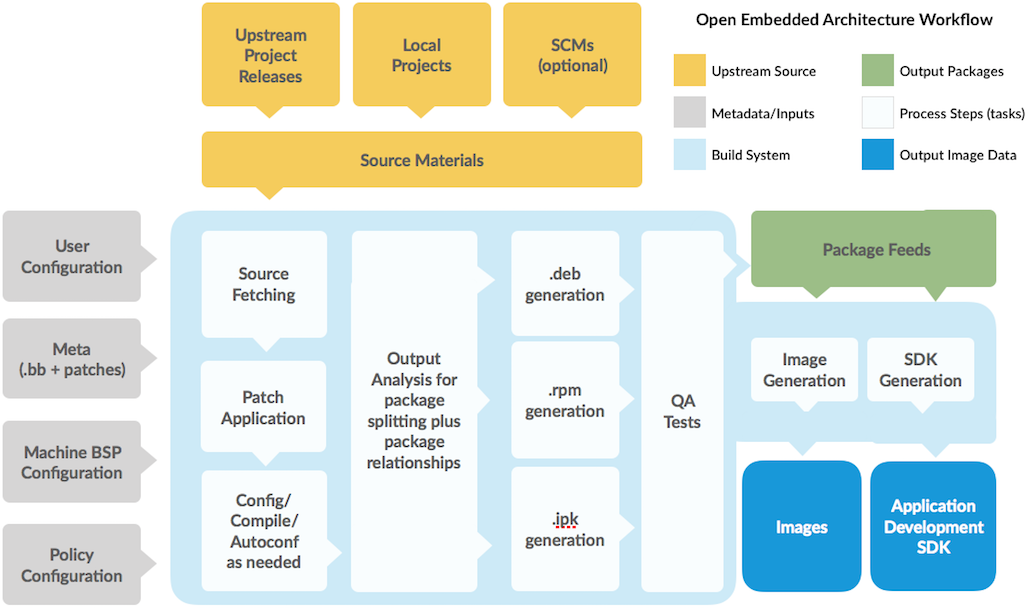 Open Embedded Architecture Workflow
Upstream Source
Output Packages
Metadata/Inputs
Process Steps (tasks)
Build System
Output Image Data
Upstream
Project
Releases
Local
Projects
SCMs
(optional)
Source Materials
User
Configuration
Meta
(.bb + patches)
Machine BSP
Configuration
Policy
Configuration
Source
Fetching
Patch
Application
Config/
Compile/
Autoconf
as needed
Output
Analysis for
package
splitting plus
package
relationships
.deb
generation
.rpm
generation
.ipk
generation
QA
Tests
Package Feeds
Image
Generation
SDK
Generation
Images
Application
Development
SDK